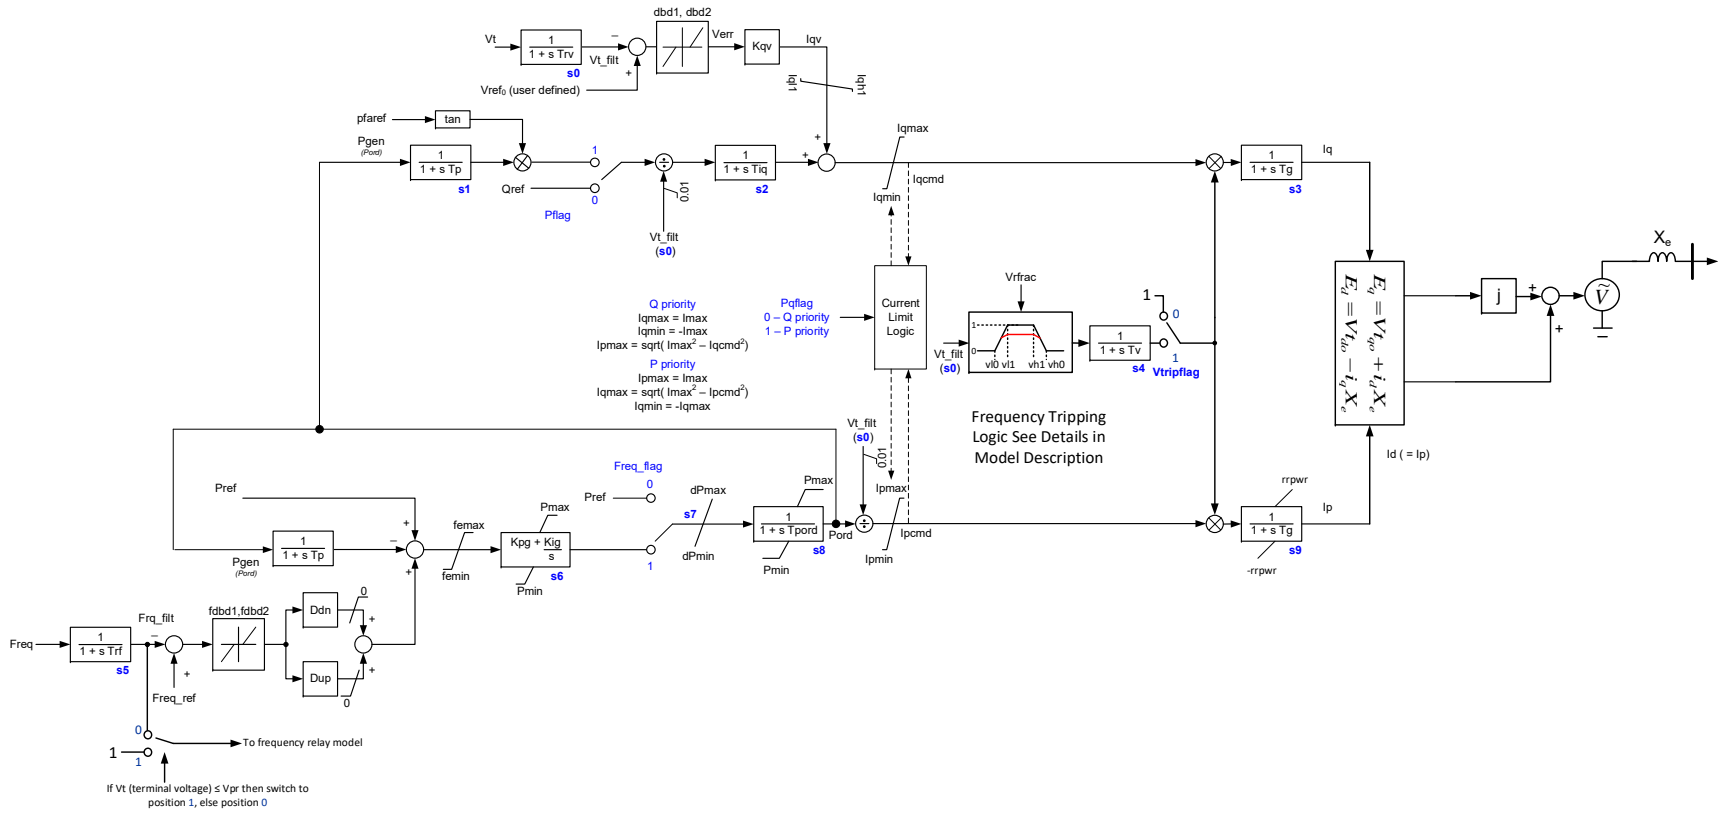 dbd1, dbd2
Vt
1
1 + s Trv
s0
−
Vt_filt
+
Verr
Kqv
Iqv
Vref₀ (user defined)
Iql1
Iqh1
pfaref
tan
Pgen
(Pord)
1
1 + s Tp
s1
1
Qref
0
Pflag
÷
0.01
Vt_filt
(s0)
1
1 + s Tiq
s2
+
+
Iqmax
Iqcmd
Iqmin
1
1 + s Tg
s3
Iq
Q priority
Iqmax = Imax
Iqmin = -Imax
Ipmax = sqrt( Imax² – Iqcmd²)
P priority
Ipmax = Imax
Iqmax = sqrt( Imax² – Ipcmd²)
Iqmin = -Iqmax
Pqflag
0 – Q priority
1 – P priority
Current
Limit
Logic
Vrfrac
1
0
vl0 vl1
vh1 vh0
Vt_filt
(s0)
1
1 + s Tv
s4
1
0
1
Vtripflag
Frequency Tripping
Logic See Details in
Model Description
Eq = Vtqo + idXe
Ed = Vtdo − iqXe
Id ( = Ip)
j
+
+
Ṽ
Xe
Pref
+
−
+
Pgen
(Pord)
1
1 + s Tp
femax
femin
Pmax
Kpg + Kig
s
s6
Pmin
Freq_flag
0
Pref
1
s7
dPmax
dPmin
Pmax
1
1 + s Tpord
s8
Pmin
Pord
Vt_filt
(s0)
0.01
÷
Ipmax
Ipcmd
Ipmin
rrpwr
1
1 + s Tg
s9
-rrpwr
Ip
Freq
1
1 + s Trf
s5
Frq_filt
−
+
Freq_ref
fdbd1,fdbd2
Ddn
0
+
Dup
0
+
0
1
1
To frequency relay model
If Vt (terminal voltage) ≤ Vpr then switch to
position 1, else position 0